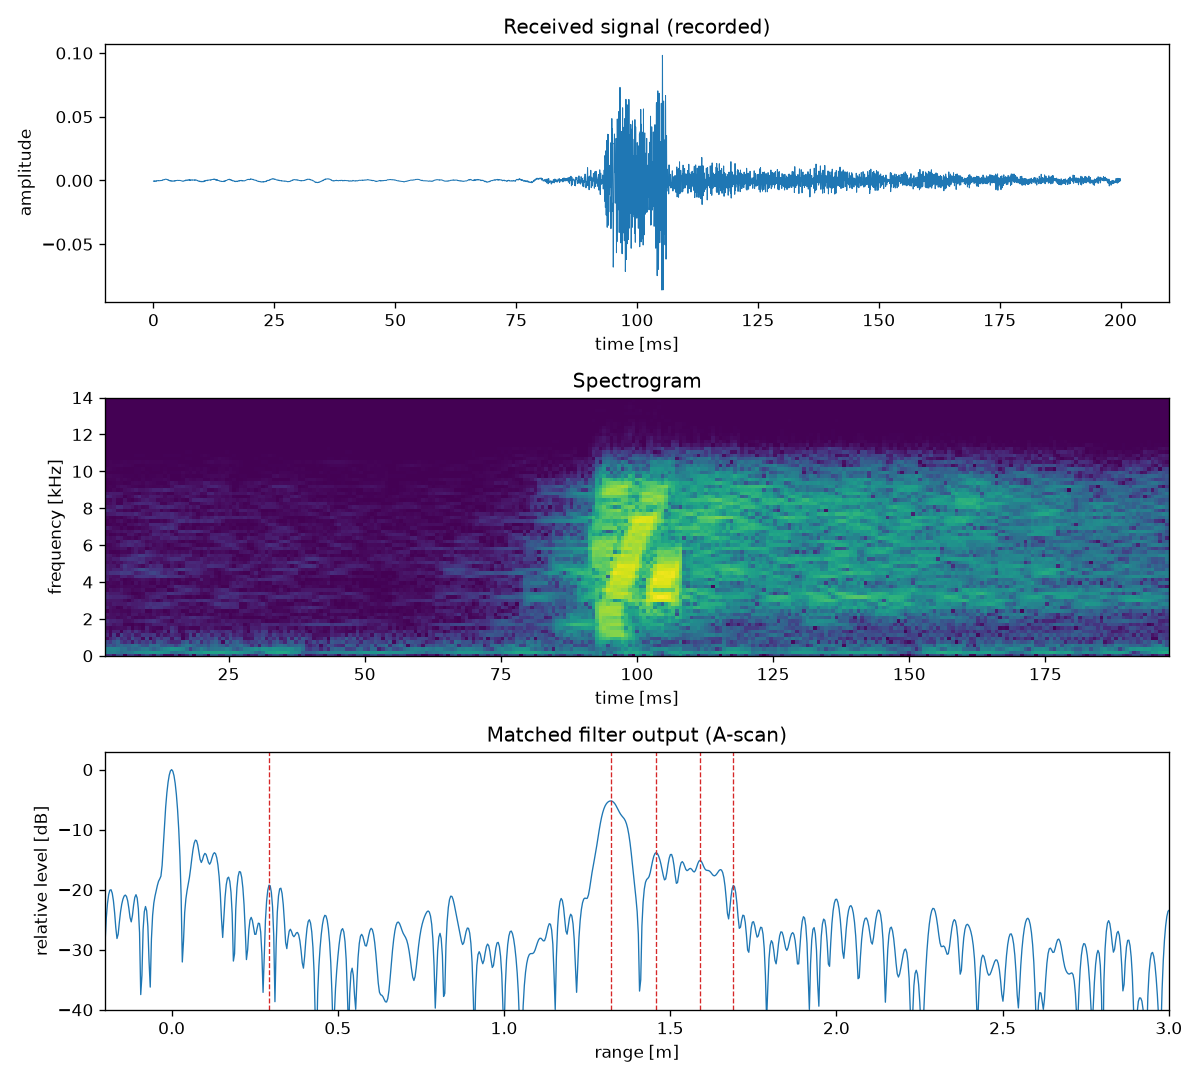 Received signal (recorded)
0.10
0.05
0.00
−0.05
amplitude
0 25 50 75 100 125 150 175 200
time [ms]
Spectrogram
14
12
10
8
6
4
2
0
frequency [kHz]
25 50 75 100 125 150 175
time [ms]
Matched filter output (A-scan)
0
−10
−20
−30
−40
relative level [dB]
0.0 0.5 1.0 1.5 2.0 2.5 3.0
range [m]